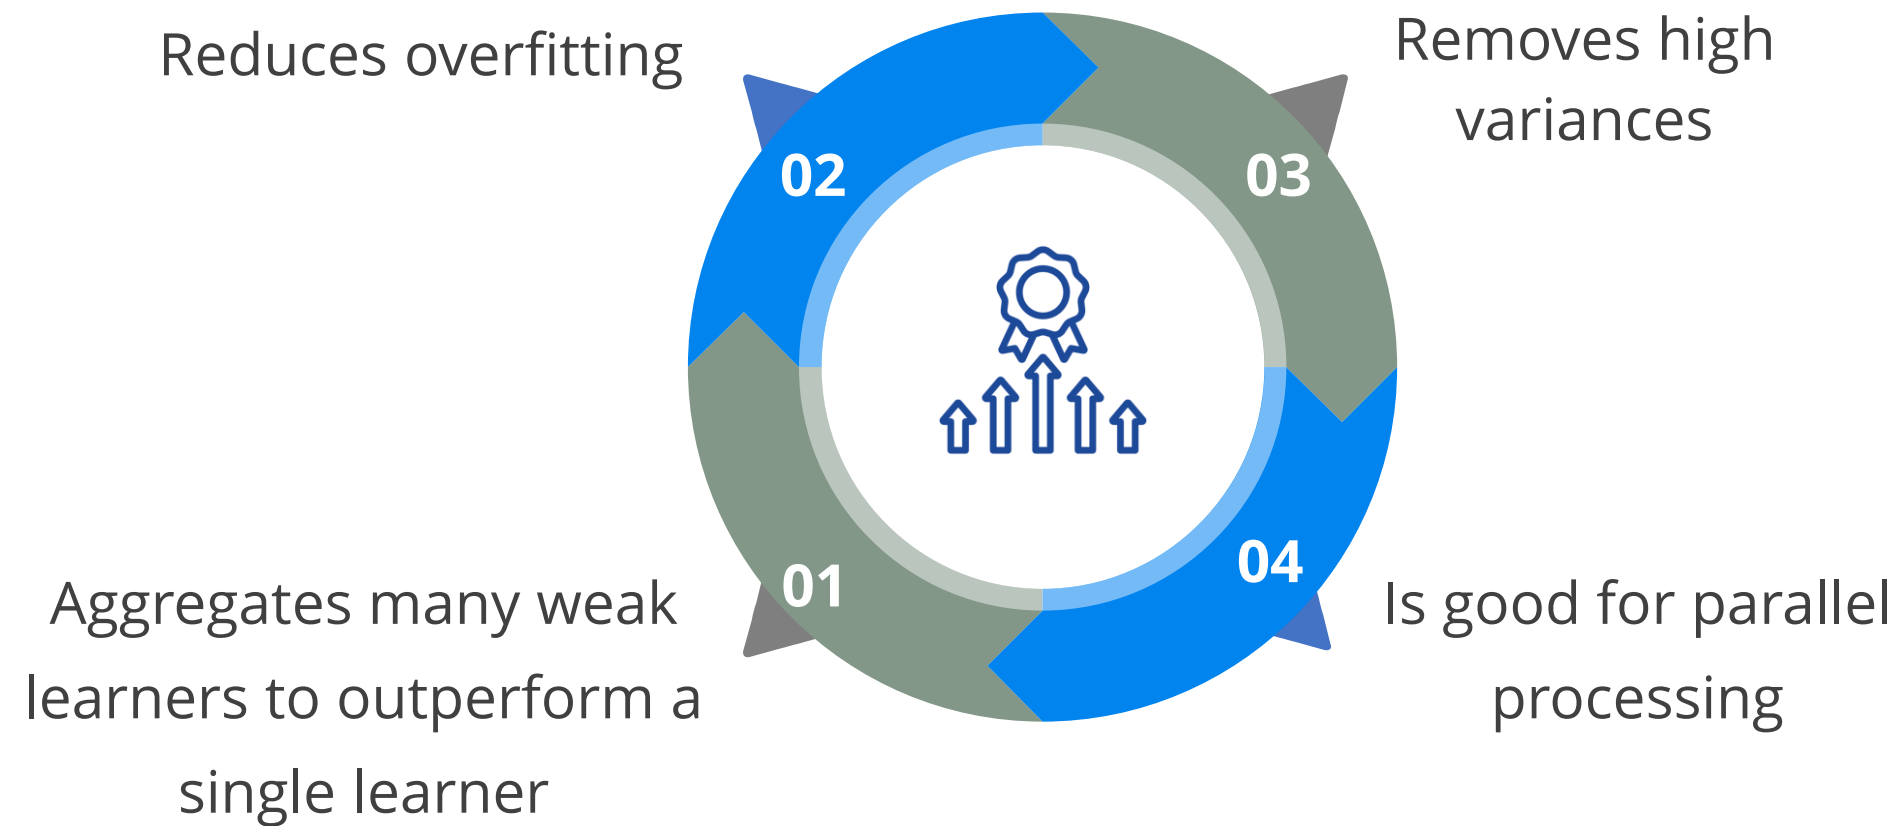 Reduces overfitting
02
03
Removes high
variances
01
Aggregates many weak
learners to outperform a
single learner
04
Is good for parallel
processing